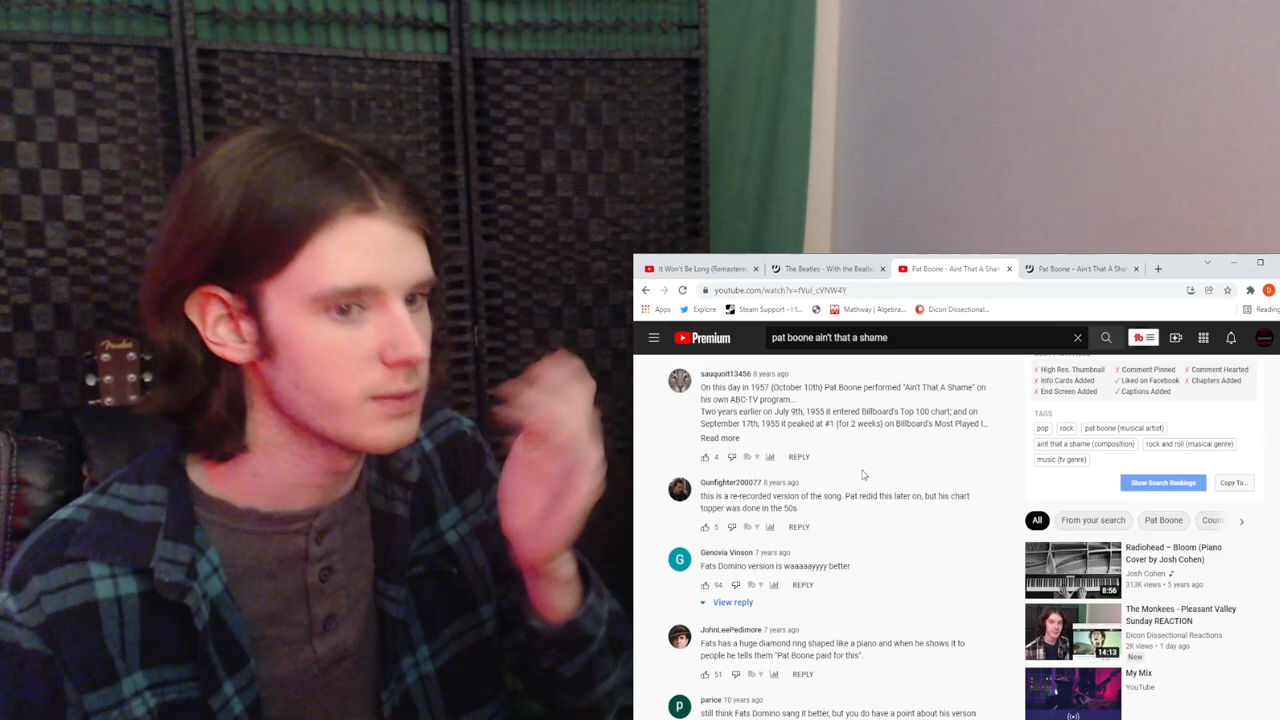 Fender
It Won't Be Long (Remastere
The Beatles - With the Beatle
Pat Boone - Aint That A Shar
Pat Boone – Ain't That A Sh
youtube.com/watch?v=fVul_cVNW4Y
Apps
Explore
Steam Support - I f...
Mathway | Algebra...
Dicon Dissectional...
Reading
Premium
pat boone ain't that a shame
sauquoit13456 8 years ago
On this day in 1957 {October 10th} Pat Boone performed "Ain't That A Shame" on
his own ABC-TV program...
Two years earlier on July 9th, 1955 it entered Billboard's Top 100 chart; and on
September 17th, 1955 it peaked at #1 {for 2 weeks} on Billboard's Most Played I...
Read more
4 REPLY
Gunfighter200077 8 years ago
this is a re-recorded version of the song. Pat redid this later on, but his chart
topper was done in the 50s
5 REPLY
G
Genovia Vinson 7 years ago
Fats Domino version is waaaaayyyy better
94 REPLY
View reply
JohnLeePedimore 7 years ago
Fats has a huge diamond ring shaped like a piano and when he shows it to
people he tells them "Pat Boone paid for this".
51 REPLY
p
parice 10 years ago
still think Fats Domino sang it better, but you do have a point about his verson
High Res. Thumbnail
Comment Pinned
Comment Hearted
Info Cards Added
Liked on Facebook
Chapters Added
End Screen Added
Captions Added
TAGS
pop
rock
pat boone (musical artist)
aint that a shame (composition)
rock and roll (musical genre)
music (tv genre)
Show Search Rankings
Copy To...
All
From your search
Pat Boone
Count
Radiohead – Bloom (Piano
Cover by Josh Cohen)
Josh Cohen
313K views • 5 years ago
8:56
The Monkees - Pleasant Valley
Sunday REACTION
Dicon Dissectional Reactions
2K views • 1 day ago
New
14:13
My Mix
YouTube